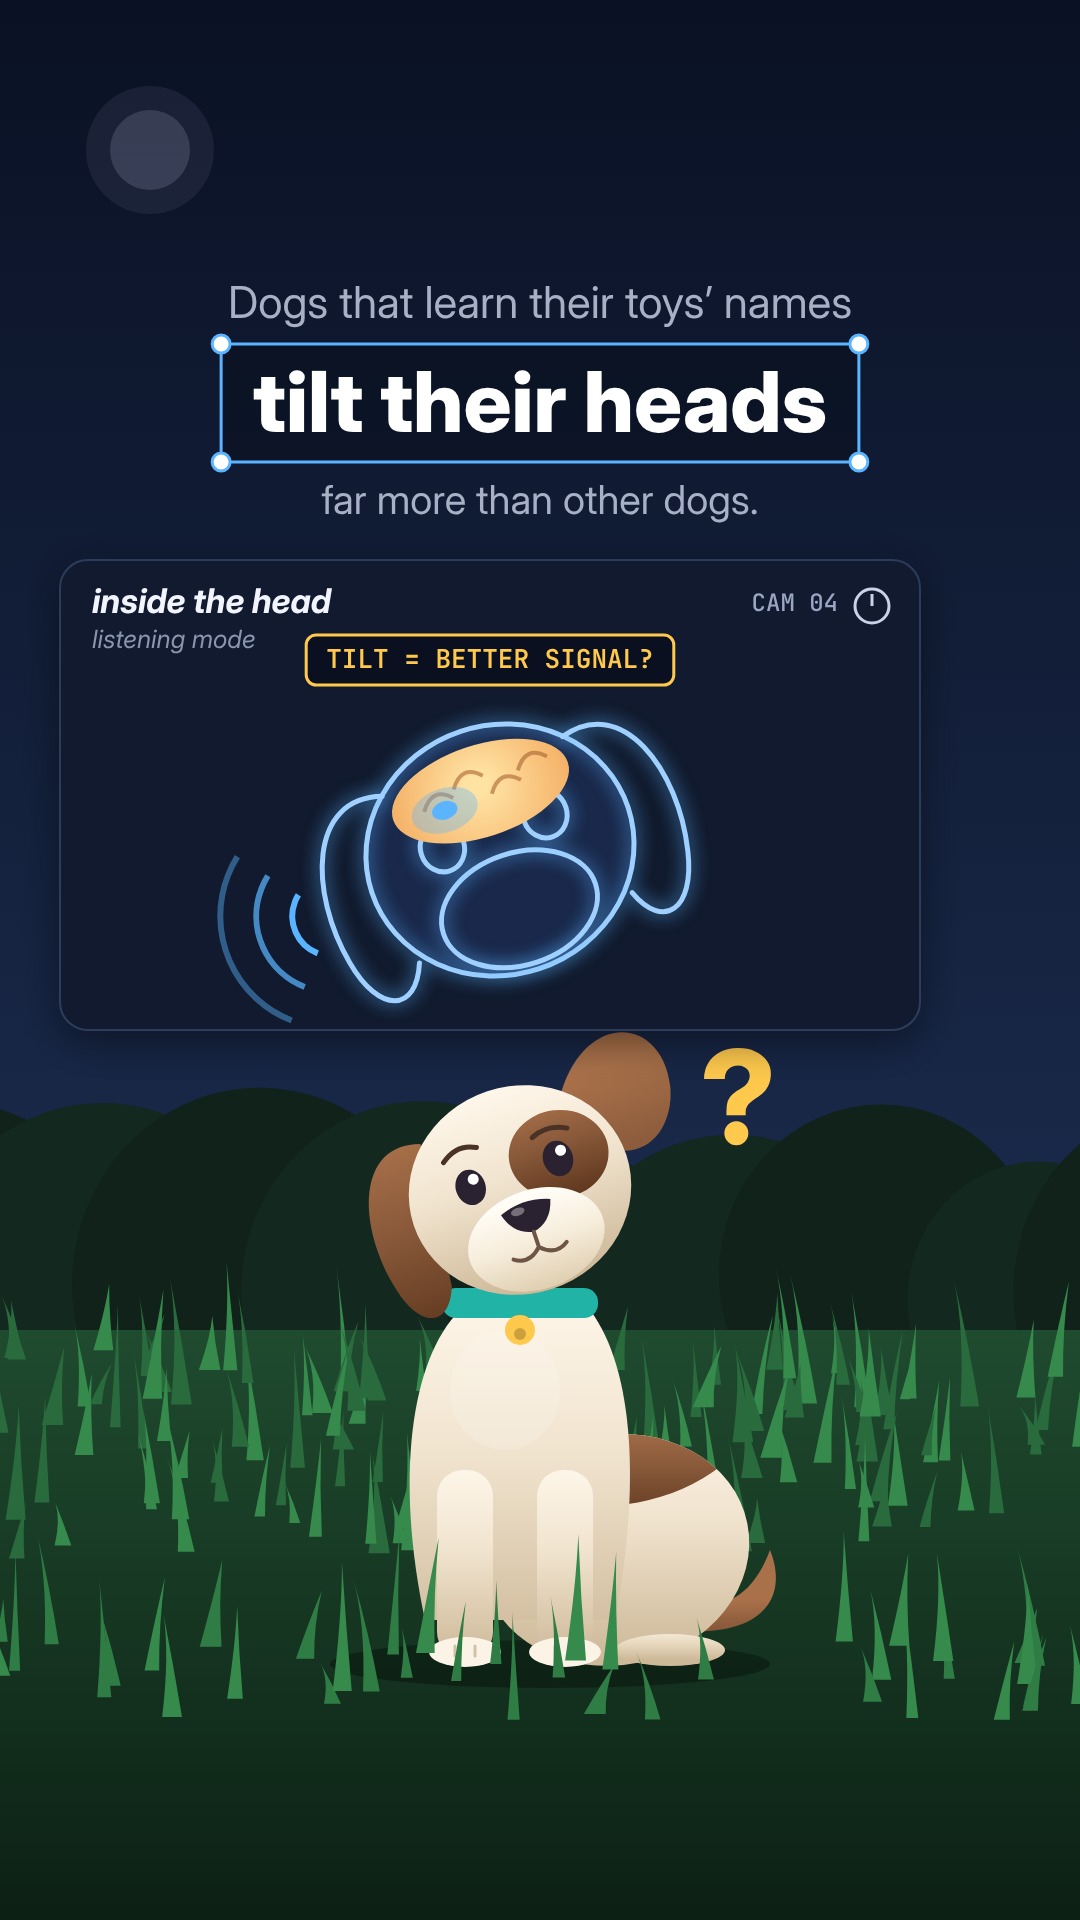 Dogs that learn their toys’ names
tilt their heads
far more than other dogs.
inside the head
CAM 04
listening mode
TILT = BETTER SIGNAL?
?